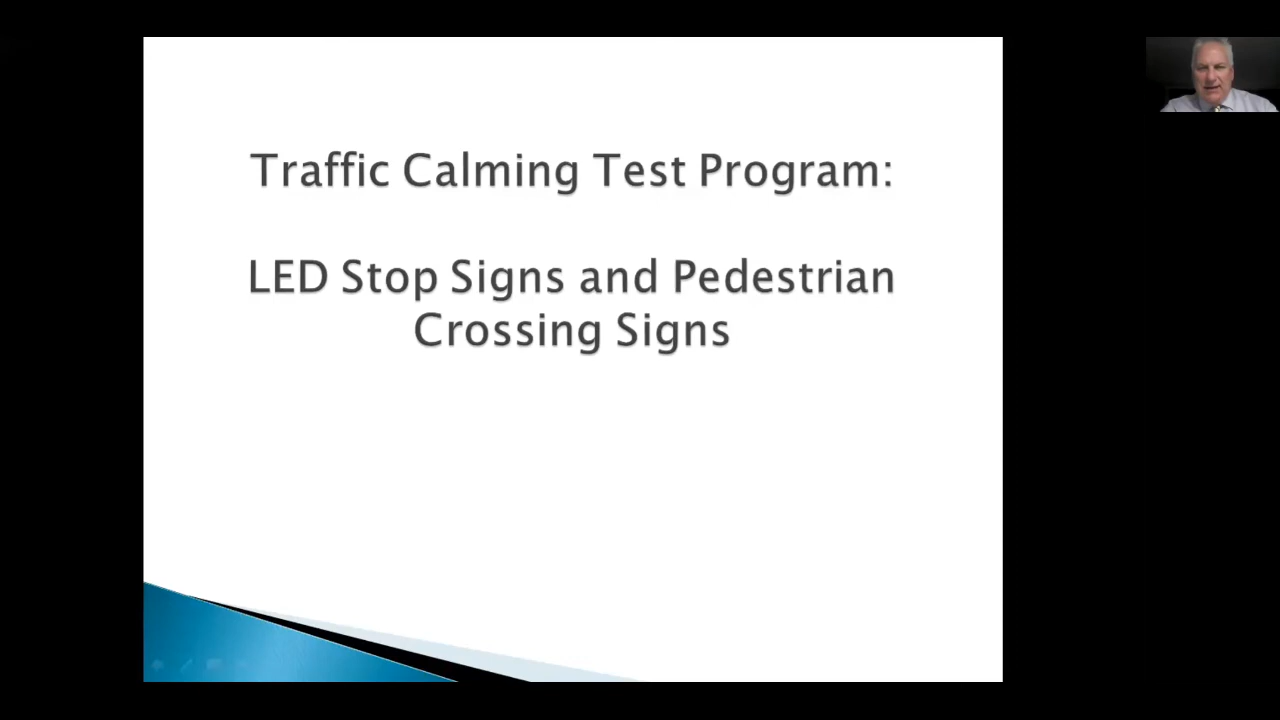 Traffic Calming Test Program:
LED Stop Signs and Pedestrian
Crossing Signs